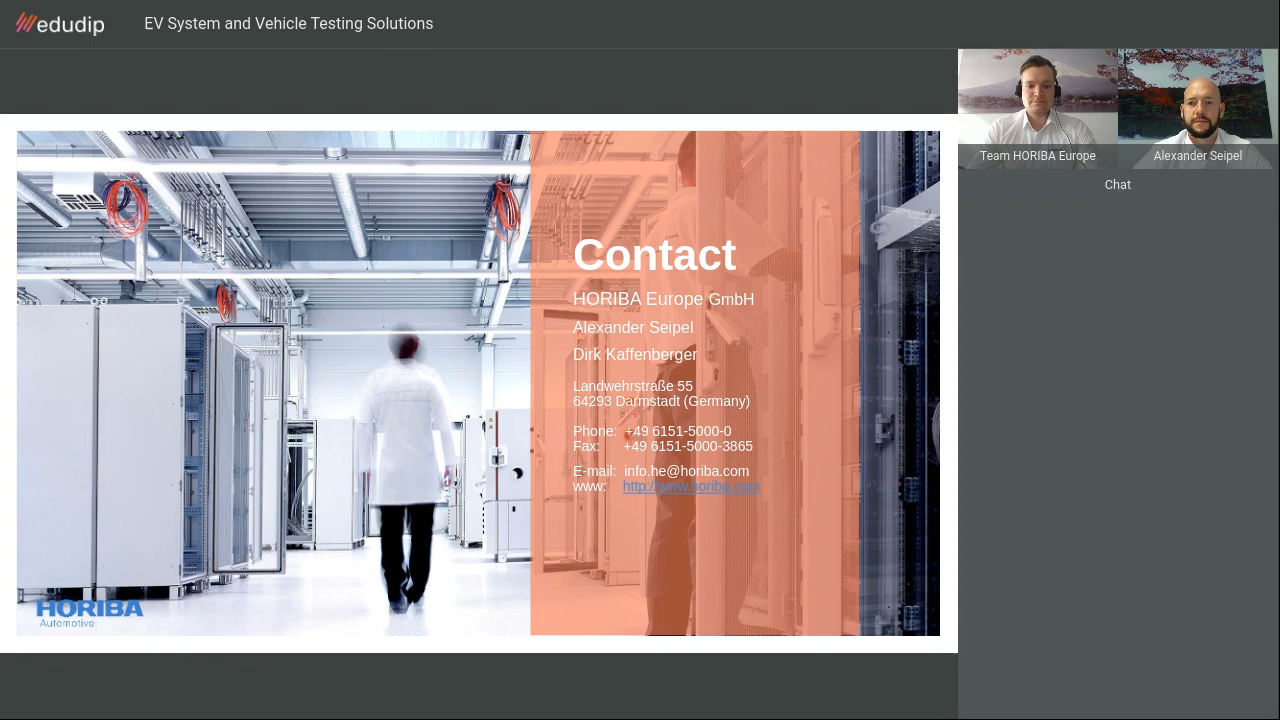 edudip EV System and Vehicle Testing Solutions
Team HORIBA Europe
Alexander Seipel
Chat
Contact
HORIBA Europe GmbH
Alexander Seipel
Dirk Kaffenberger
Landwehrstraße 55
64293 Darmstadt (Germany)
Phone: +49 6151-5000-0
Fax: +49 6151-5000-3865
E-mail: info.he@horiba.com
www: http://www.horiba.com
HORIBA
Automotive